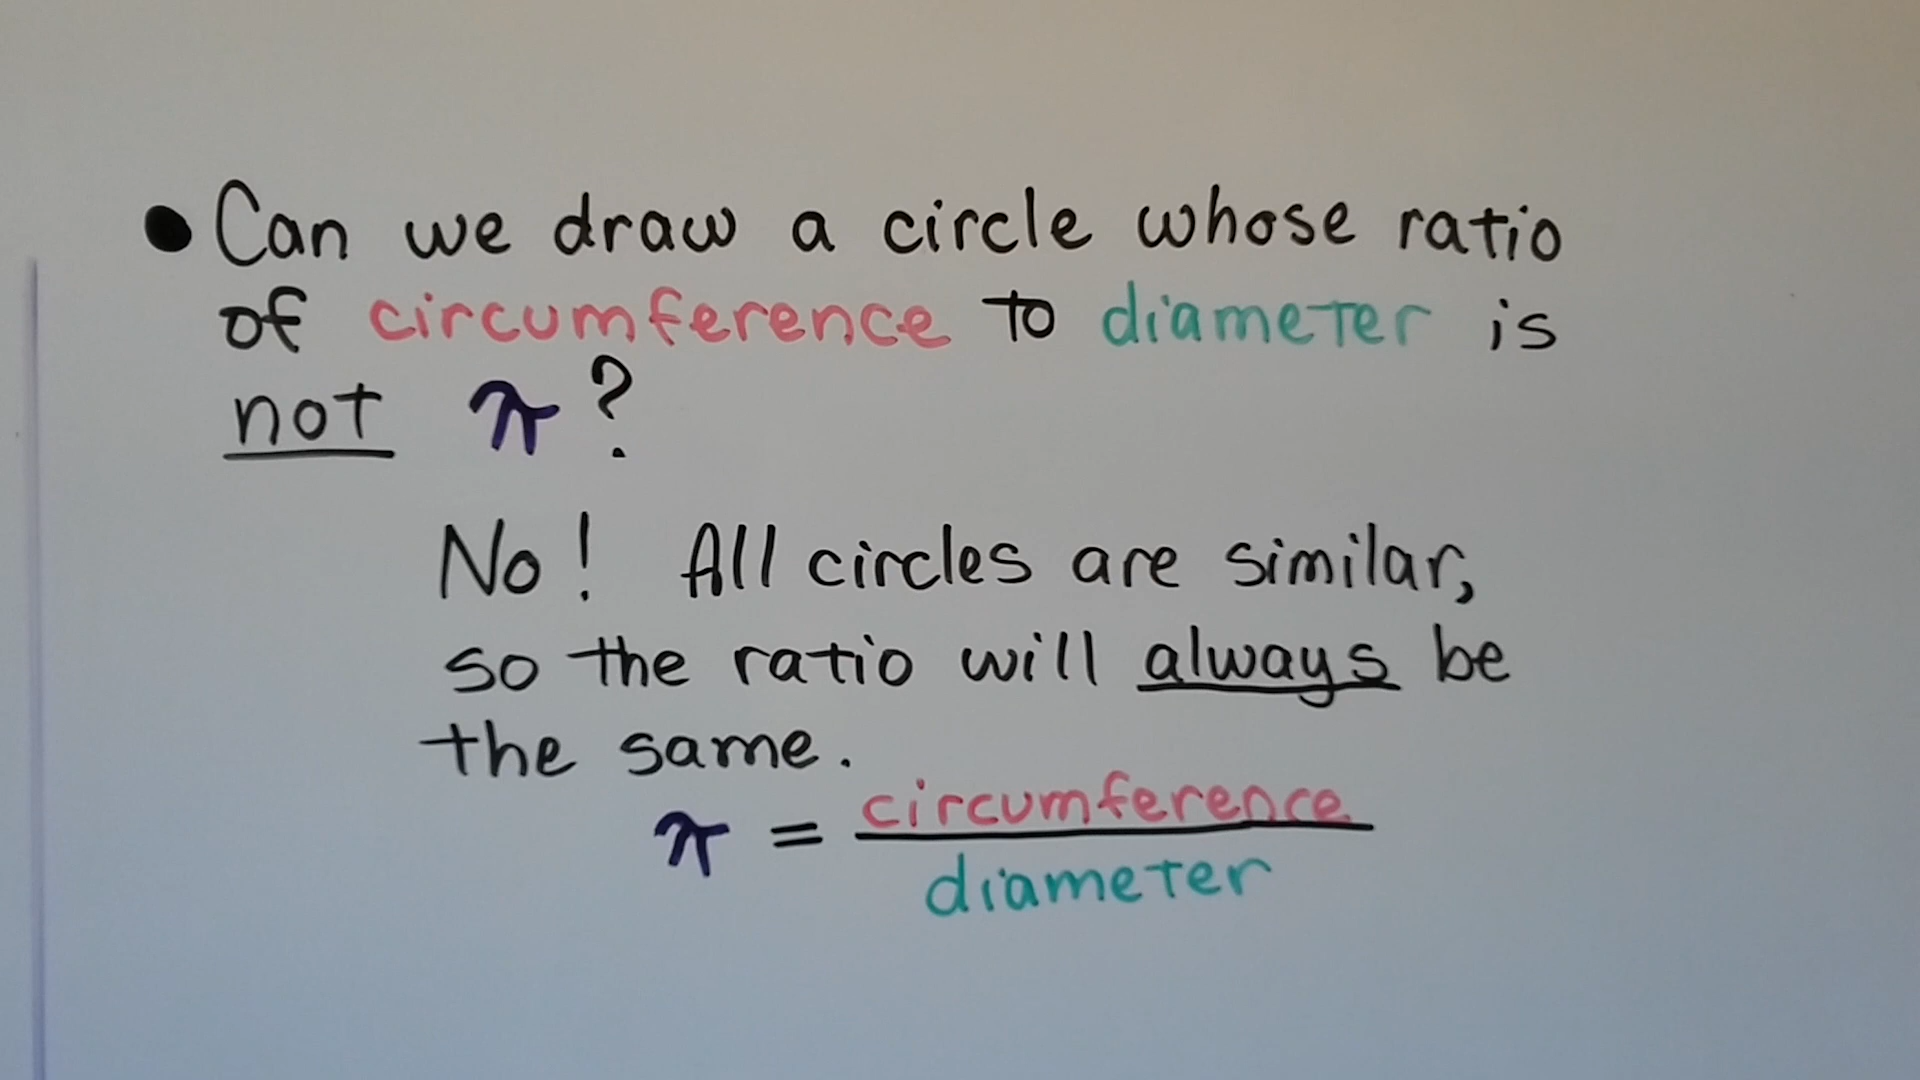 • Can we draw a circle whose ratio
of circumference to diameter is
not π?
No! All circles are similar,
so the ratio will always be
the same.
π = circumference
diameter